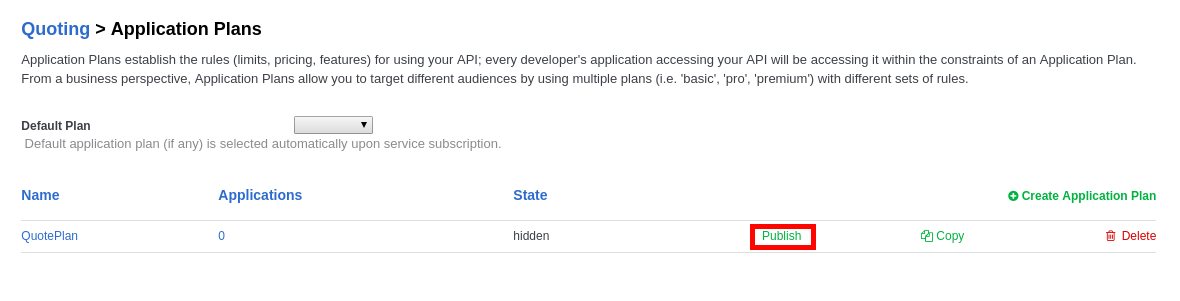 Quoting > Application Plans
Application Plans establish the rules (limits, pricing, features) for using your API; every developer's application accessing your API will be accessing it within the constraints of an Application Plan.
From a business perspective, Application Plans allow you to target different audiences by using multiple plans (i.e. 'basic', 'pro', 'premium') with different sets of rules.
Default Plan
Default application plan (if any) is selected automatically upon service subscription.
Name Applications State Create Application Plan
QuotePlan 0 hidden Publish Copy Delete